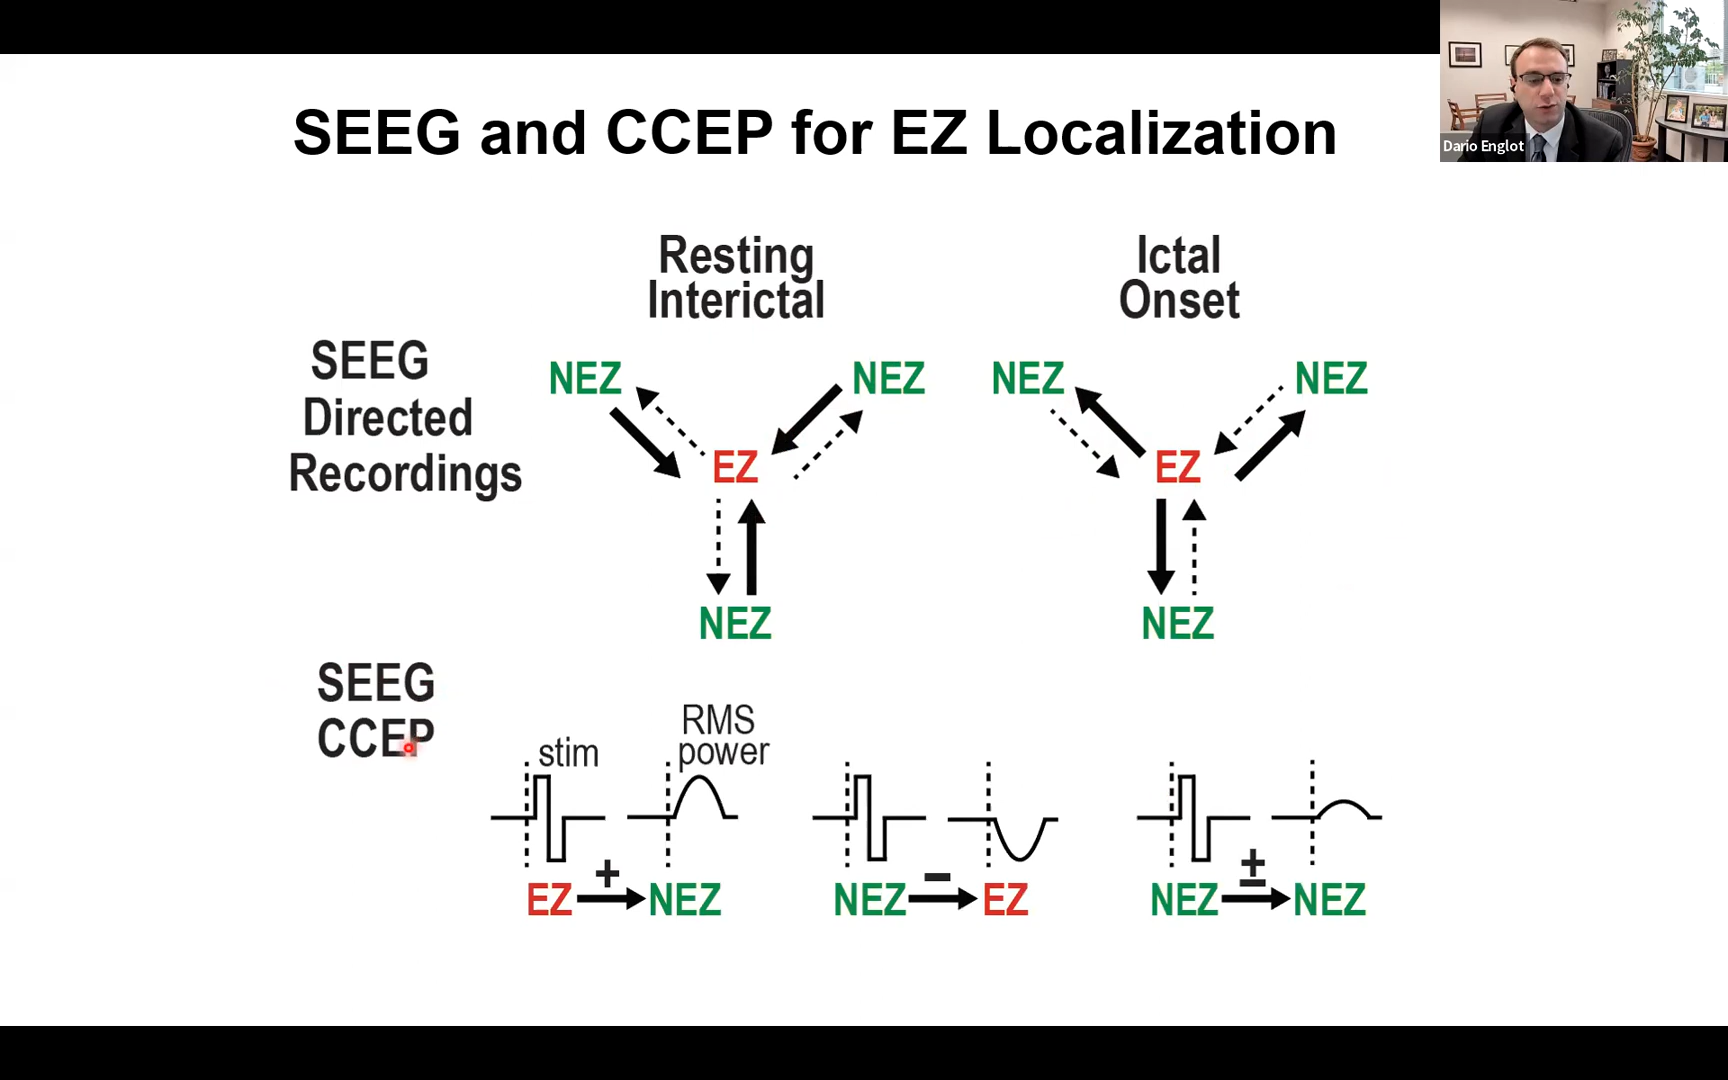 SEEG and CCEP for EZ Localization
Dario Englot
Resting
Interictal
Ictal
Onset
SEEG
Directed
Recordings
NEZ
NEZ
EZ
NEZ
NEZ
NEZ
EZ
NEZ
SEEG
CCEP
stim
RMS
power
EZ + NEZ
NEZ − EZ
NEZ ± NEZ